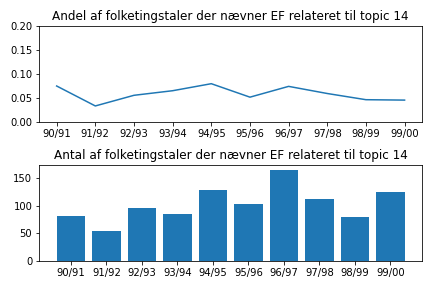 Andel af folketingstaler der nævner EF relateret til topic 14
0.20
0.15
0.10
0.05
0.00
90/91 91/92 92/93 93/94 94/95 95/96 96/97 97/98 98/99 99/00
Antal af folketingstaler der nævner EF relateret til topic 14
150
100
50
0
90/91 91/92 92/93 93/94 94/95 95/96 96/97 97/98 98/99 99/00